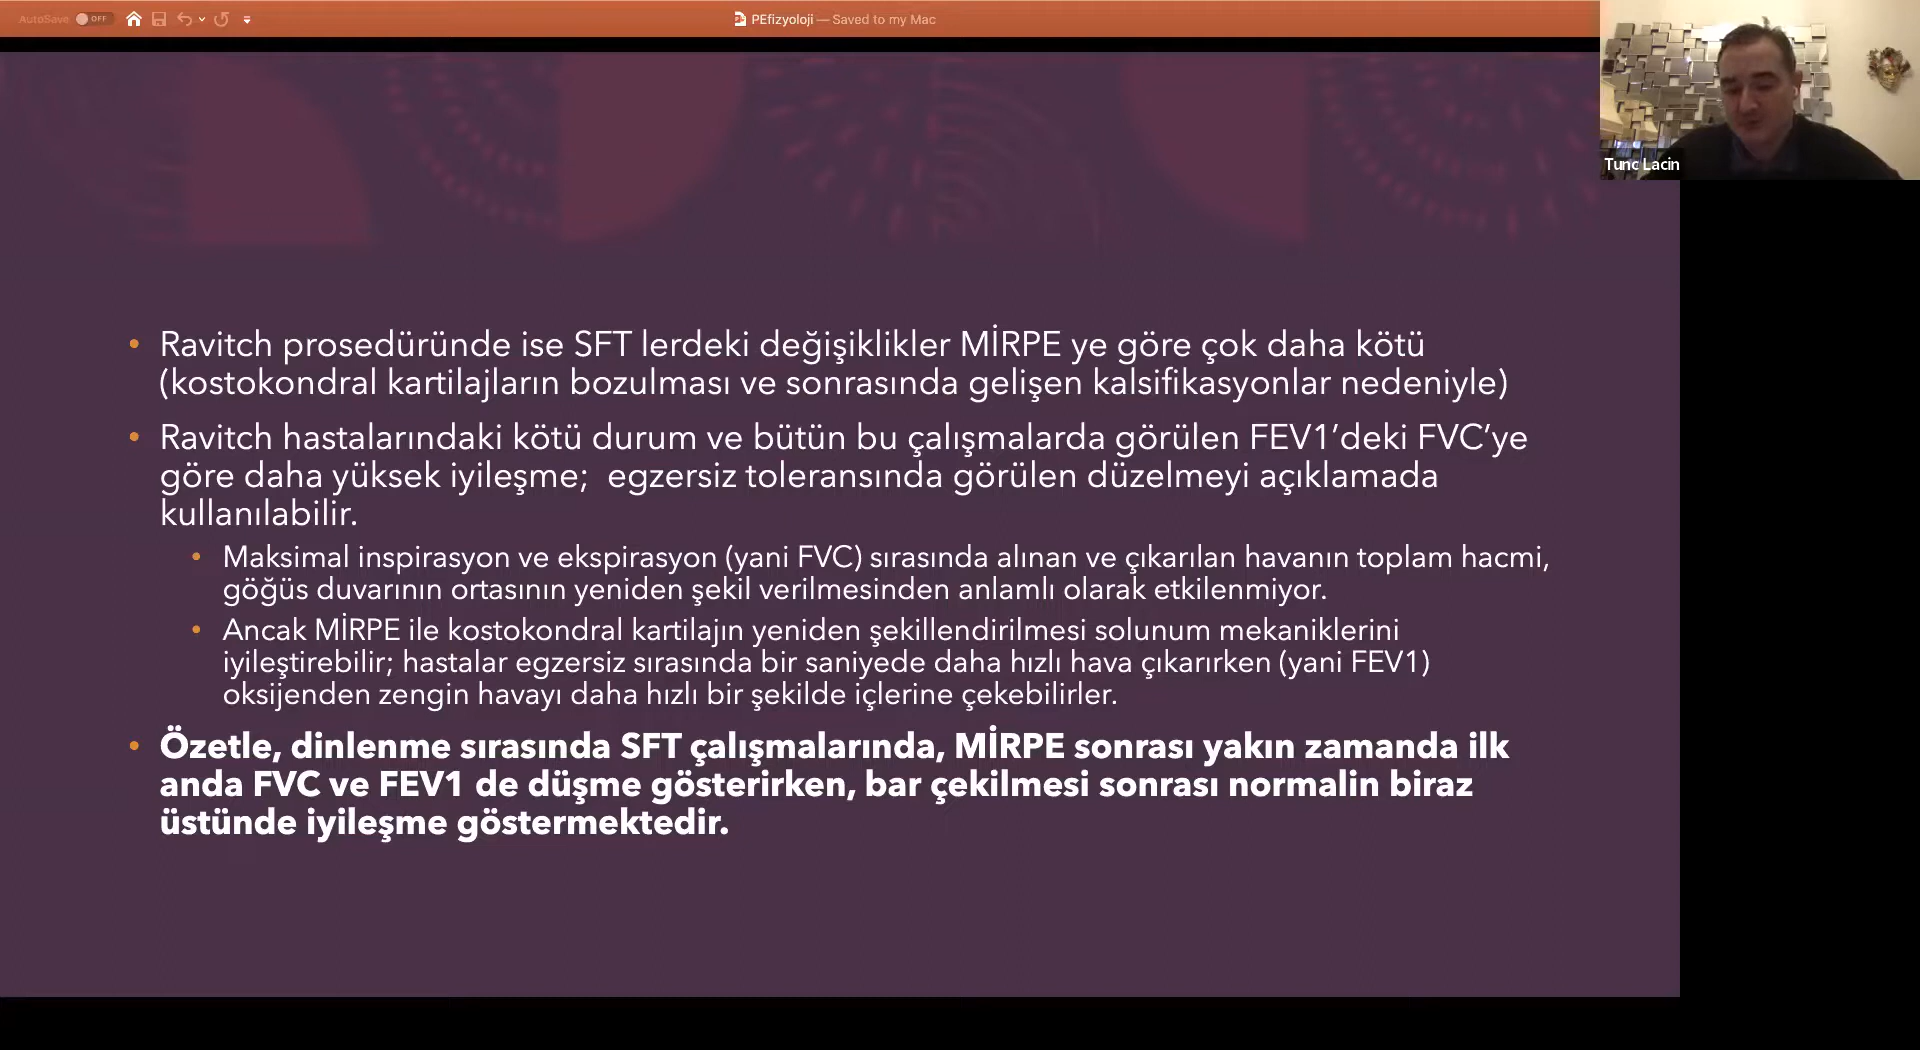 AutoSave OFF
PEfizyoloji — Saved to my Mac
Tunc Lacin
• Ravitch prosedüründe ise SFT lerdeki değişiklikler MİRPE ye göre çok daha kötü
(kostokondral kartilajların bozulması ve sonrasında gelişen kalsifikasyonlar nedeniyle)
• Ravitch hastalarındaki kötü durum ve bütün bu çalışmalarda görülen FEV1’deki FVC’ye
göre daha yüksek iyileşme;  egzersiz toleransında görülen düzelmeyi açıklamada
kullanılabilir.
• Maksimal inspirasyon ve ekspirasyon (yani FVC) sırasında alınan ve çıkarılan havanın toplam hacmi,
göğüs duvarının ortasının yeniden şekil verilmesinden anlamlı olarak etkilenmiyor.
• Ancak MİRPE ile kostokondral kartilajın yeniden şekillendirilmesi solunum mekaniklerini
iyileştirebilir; hastalar egzersiz sırasında bir saniyede daha hızlı hava çıkarırken (yani FEV1)
oksijenden zengin havayı daha hızlı bir şekilde içlerine çekebilirler.
• Özetle, dinlenme sırasında SFT çalışmalarında, MİRPE sonrası yakın zamanda ilk
anda FVC ve FEV1 de düşme gösterirken, bar çekilmesi sonrası normalin biraz
üstünde iyileşme göstermektedir.